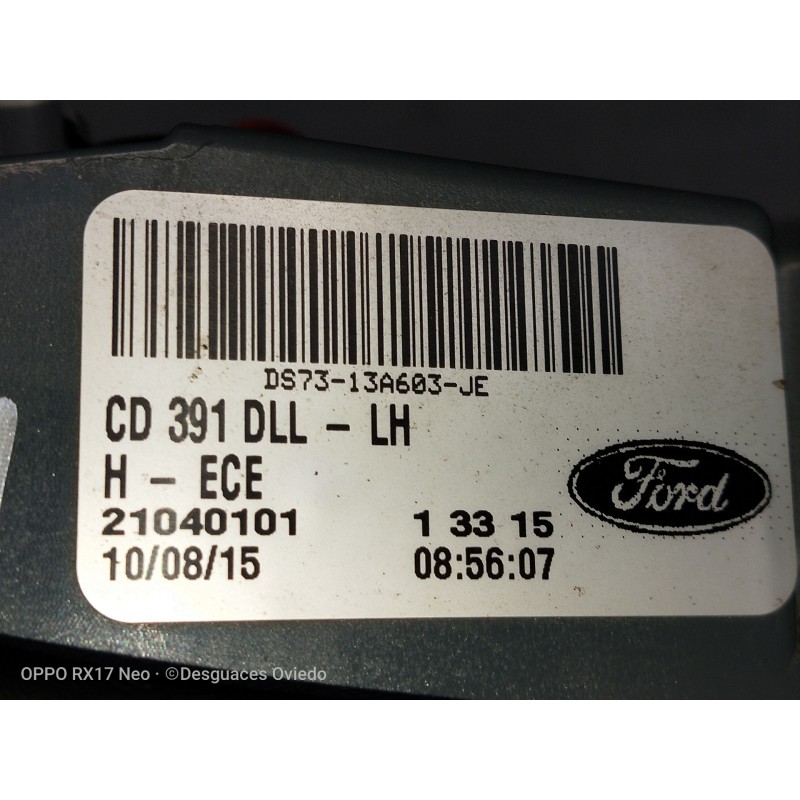 DS73-13A603-JE
CD 391 DLL - LH
H - ECE
21040101 1 33 15
10/08/15 08:56:07
Ford
OPPO RX17 Neo · ©Desguaces Oviedo